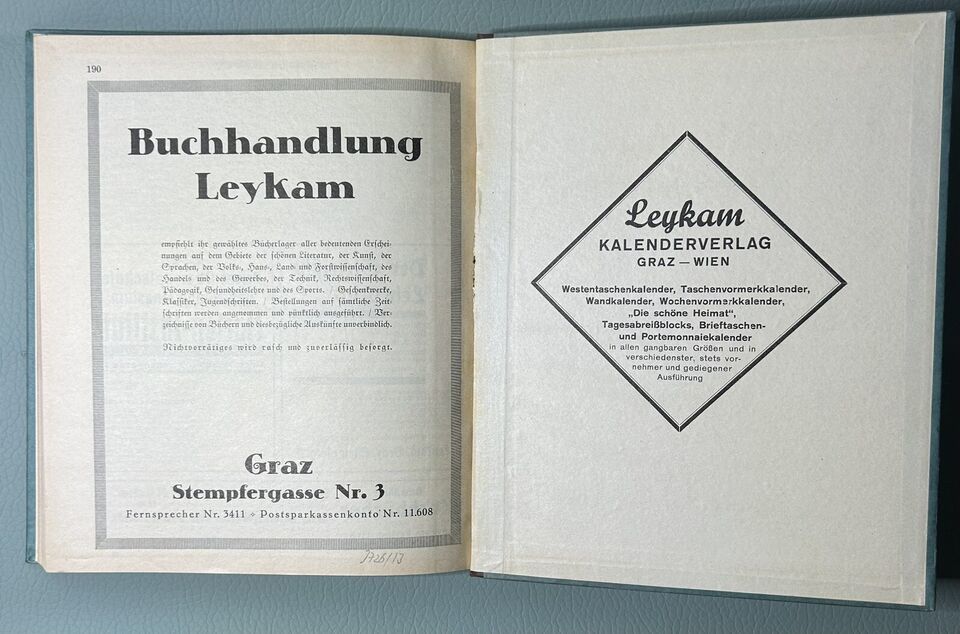 190
Buchhandlung
Leykam
empfiehlt ihr gewähltes Bücherlager aller bedeutenden Erschei-
nungen auf dem Gebiete der schönen Literatur, der Kunst, der
Sprachen, der Volks-, Haus-, Land- und Forstwissenschaft, des
Handels und des Gewerbes, der Technik, Rechtswissenschaft,
Pädagogik, Gesundheitslehre und des Sports. / Geschenkwerke,
Klassiker, Jugendschriften. / Bestellungen auf sämtliche Zeit-
schriften werden angenommen und pünktlich ausgeführt. / Ver-
zeichnisse von Büchern und diesbezügliche Auskünfte unverbindlich.
Nichtvorrätiges wird rasch und zuverlässig besorgt.
Graz
Stempfergasse Nr. 3
Fernsprecher Nr. 3411 ÷ Postsparkassenkonto Nr. 11.608
Leykam
KALENDERVERLAG
GRAZ — WIEN
Westentaschenkalender, Taschenvormerkkalender,
Wandkalender, Wochenvormerkkalender,
„Die schöne Heimat“,
Tagesabreißblocks, Brieftaschen-
und Portemonnaiekalender
in allen gangbaren Größen und in
verschiedenster, stets vor-
nehmer und gediegener
Ausführung